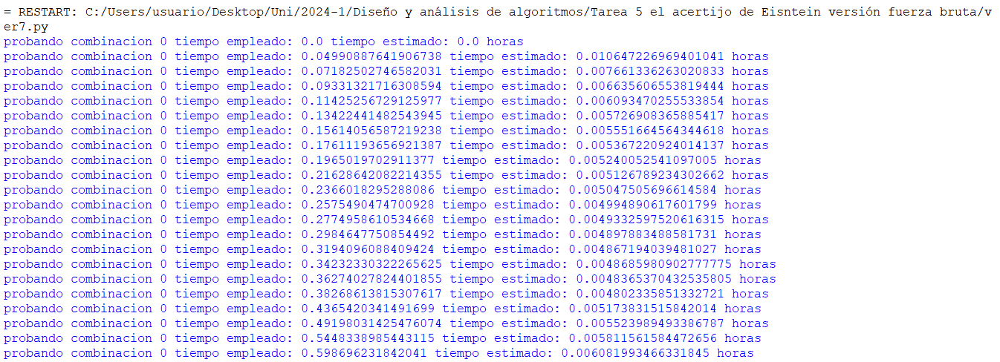 = RESTART: C:/Users/usuario/Desktop/Uni/2024-1/Diseño y análisis de algoritmos/Tarea 5 el acertijo de Eisntein versión fuerza bruta/v
er7.py
probando combinacion 0 tiempo empleado: 0.0 tiempo estimado: 0.0 horas
probando combinacion 0 tiempo empleado: 0.04990887641906738 tiempo estimado: 0.010647226969401041 horas
probando combinacion 0 tiempo empleado: 0.07182502746582031 tiempo estimado: 0.007661336263020833 horas
probando combinacion 0 tiempo empleado: 0.09331321716308594 tiempo estimado: 0.006635606553819444 horas
probando combinacion 0 tiempo empleado: 0.11425256729125977 tiempo estimado: 0.006093470255533854 horas
probando combinacion 0 tiempo empleado: 0.13422441482543945 tiempo estimado: 0.005726908365885417 horas
probando combinacion 0 tiempo empleado: 0.15614056587219238 tiempo estimado: 0.005551664564344618 horas
probando combinacion 0 tiempo empleado: 0.17611193656921387 tiempo estimado: 0.005367220924014137 horas
probando combinacion 0 tiempo empleado: 0.1965019702911377 tiempo estimado: 0.005240052541097005 horas
probando combinacion 0 tiempo empleado: 0.21628642082214355 tiempo estimado: 0.005126789234302662 horas
probando combinacion 0 tiempo empleado: 0.2366018295288086 tiempo estimado: 0.005047505696614584 horas
probando combinacion 0 tiempo empleado: 0.2575490474700928 tiempo estimado: 0.004994890617601799 horas
probando combinacion 0 tiempo empleado: 0.2774958610534668 tiempo estimado: 0.0049332597520616315 horas
probando combinacion 0 tiempo empleado: 0.2984647750854492 tiempo estimado: 0.004897883488581731 horas
probando combinacion 0 tiempo empleado: 0.3194096088409424 tiempo estimado: 0.004867194039481027 horas
probando combinacion 0 tiempo empleado: 0.34232330322265625 tiempo estimado: 0.0048685980902777775 horas
probando combinacion 0 tiempo empleado: 0.36274027824401855 tiempo estimado: 0.0048365370432535805 horas
probando combinacion 0 tiempo empleado: 0.38268613815307617 tiempo estimado: 0.004802335851332721 horas
probando combinacion 0 tiempo empleado: 0.4365420341491699 tiempo estimado: 0.005173831515842014 horas
probando combinacion 0 tiempo empleado: 0.49198031425476074 tiempo estimado: 0.005523989493386787 horas
probando combinacion 0 tiempo empleado: 0.5448338985443115 tiempo estimado: 0.005811561584472656 horas
probando combinacion 0 tiempo empleado: 0.598696231842041 tiempo estimado: 0.006081993466331845 horas